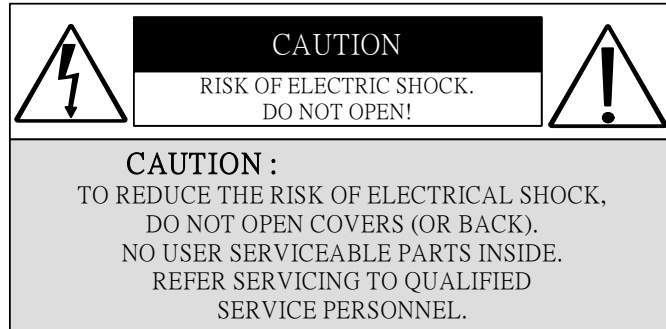 CAUTION
RISK OF ELECTRIC SHOCK.
DO NOT OPEN!
CAUTION :
TO REDUCE THE RISK OF ELECTRICAL SHOCK,
DO NOT OPEN COVERS (OR BACK).
NO USER SERVICEABLE PARTS INSIDE.
REFER SERVICING TO QUALIFIED
SERVICE PERSONNEL.